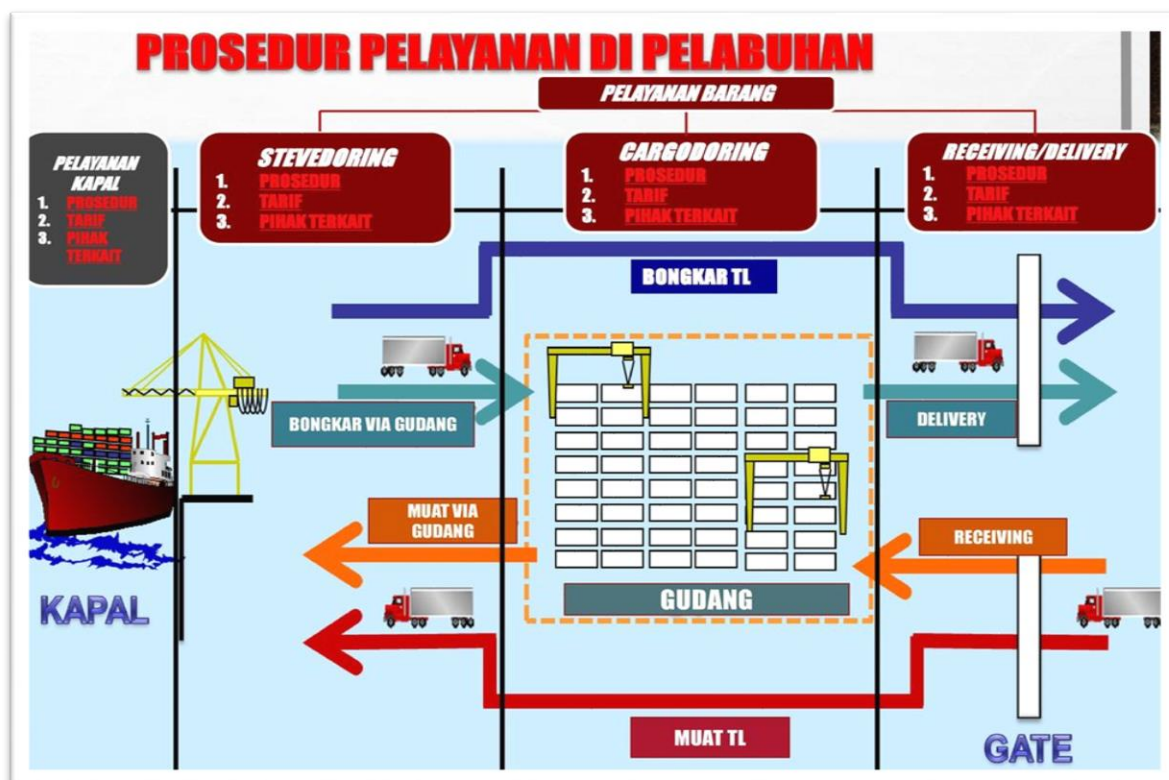 PROSEDUR PELAYANAN DI PELABUHAN
PELAYANAN BARANG
PELAYANAN
KAPAL
1. PROSEDUR
2. TARIF
3. PIHAK
TERKAIT
STEVEDORING
1. PROSEDUR
2. TARIF
3. PIHAK TERKAIT
CARGODORING
1. PROSEDUR
2. TARIF
3. PIHAK TERKAIT
RECEIVING/DELIVERY
1. PROSEDUR
2. TARIF
3. PIHAK TERKAIT
BONGKAR TL
BONGKAR VIA GUDANG
DELIVERY
MUAT VIA
GUDANG
RECEIVING
KAPAL
GUDANG
MUAT TL
GATE